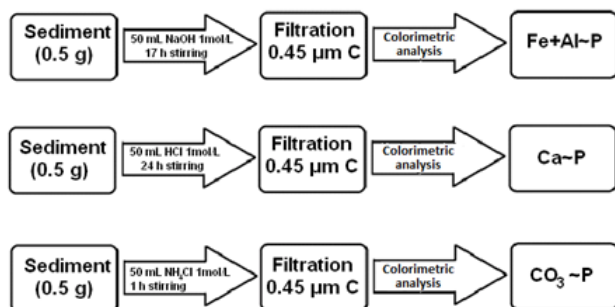 Sediment
(0.5 g)
50 mL NaOH 1mol/L
17 h stirring
Filtration
0.45 µm C
Colorimetric
analysis
Fe+Al~P
Sediment
(0.5 g)
50 mL HCl 1mol/L
24 h stirring
Filtration
0.45 µm C
Colorimetric
analysis
Ca~P
Sediment
(0.5 g)
50 mL NH₄Cl 1mol/L
1 h stirring
Filtration
0.45 µm C
Colorimetric
analysis
CO₃ ~P